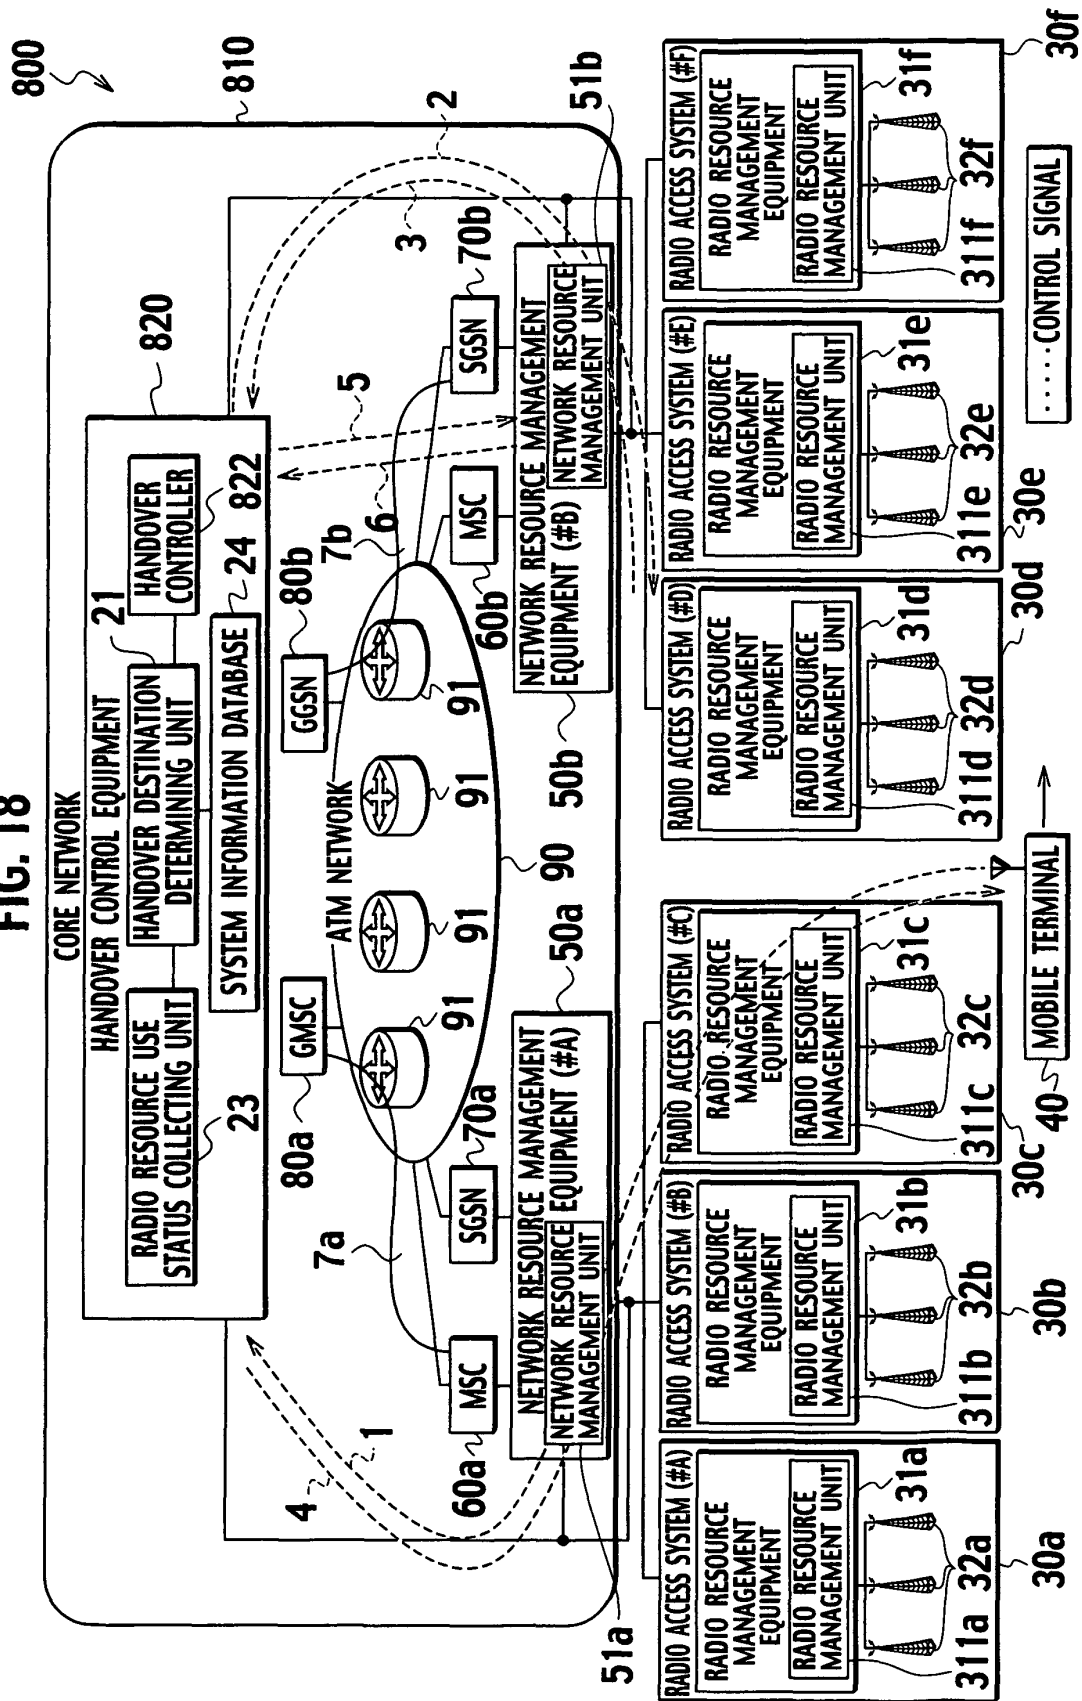 FIG. 18
800
CORE NETWORK
810
HANDOVER CONTROL EQUIPMENT
820
RADIO RESOURCE USE
STATUS COLLECTING UNIT
23
21
HANDOVER DESTINATION
DETERMINING UNIT
HANDOVER
CONTROLLER
822
SYSTEM INFORMATION DATABASE
24
4
1
2
3
5
6
7a
7b
80a
GMSC
GGSN
80b
ATM NETWORK
91
91
91
91
90
60a
MSC
SGSN
70a
60b
MSC
SGSN
70b
NETWORK RESOURCE MANAGEMENT
EQUIPMENT (#A)
50a
NETWORK RESOURCE
MANAGEMENT UNIT
51a
NETWORK RESOURCE MANAGEMENT
EQUIPMENT (#B)
50b
NETWORK RESOURCE
MANAGEMENT UNIT
51b
RADIO ACCESS SYSTEM (#A)
RADIO RESOURCE
MANAGEMENT
EQUIPMENT
RADIO RESOURCE
MANAGEMENT UNIT
311a
32a
31a
30a
RADIO ACCESS SYSTEM (#B)
RADIO RESOURCE
MANAGEMENT
EQUIPMENT
RADIO RESOURCE
MANAGEMENT UNIT
311b
32b
31b
30b
RADIO ACCESS SYSTEM (#C)
RADIO RESOURCE
MANAGEMENT
EQUIPMENT
RADIO RESOURCE
MANAGEMENT UNIT
311c
32c
31c
30c
RADIO ACCESS SYSTEM (#D)
RADIO RESOURCE
MANAGEMENT
EQUIPMENT
RADIO RESOURCE
MANAGEMENT UNIT
311d
32d
31d
30d
RADIO ACCESS SYSTEM (#E)
RADIO RESOURCE
MANAGEMENT
EQUIPMENT
RADIO RESOURCE
MANAGEMENT UNIT
311e
32e
31e
30e
RADIO ACCESS SYSTEM (#F)
RADIO RESOURCE
MANAGEMENT
EQUIPMENT
RADIO RESOURCE
MANAGEMENT UNIT
311f
32f
31f
30f
40
MOBILE TERMINAL
.....CONTROL SIGNAL